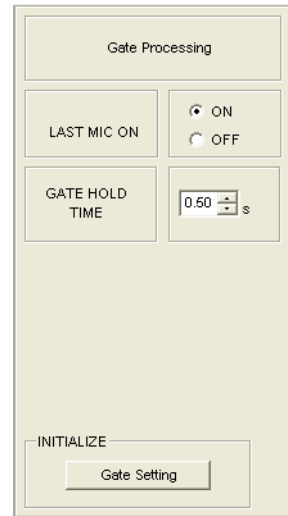 Gate Processing
LAST MIC ON
ON
OFF
GATE HOLD
TIME
0.50
s
INITIALIZE
Gate Setting